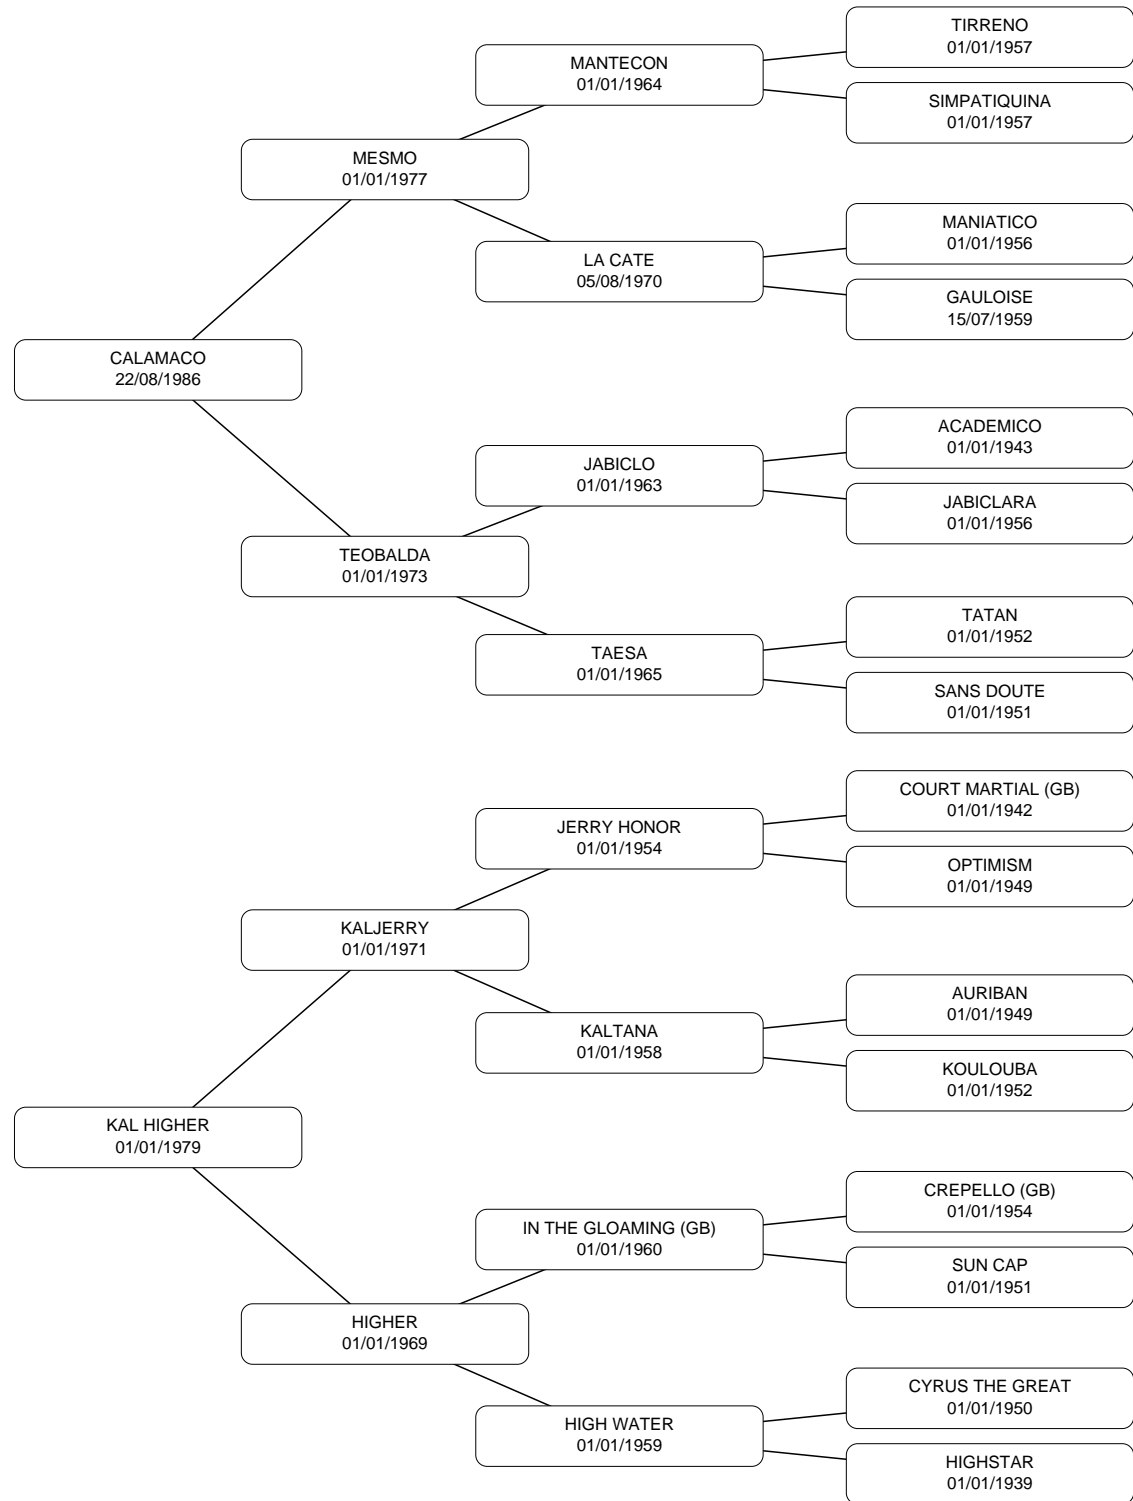 TIRRENO
01/01/1957
MANTECON
01/01/1964
SIMPATIQUINA
01/01/1957
MESMO
01/01/1977
MANIATICO
01/01/1956
LA CATE
05/08/1970
GAULOISE
15/07/1959
CALAMACO
22/08/1986
ACADEMICO
01/01/1943
JABICLO
01/01/1963
JABICLARA
01/01/1956
TEOBALDA
01/01/1973
TATAN
01/01/1952
TAESA
01/01/1965
SANS DOUTE
01/01/1951
COURT MARTIAL (GB)
01/01/1942
JERRY HONOR
01/01/1954
OPTIMISM
01/01/1949
KALJERRY
01/01/1971
AURIBAN
01/01/1949
KALTANA
01/01/1958
KOULOUBA
01/01/1952
KAL HIGHER
01/01/1979
CREPELLO (GB)
01/01/1954
IN THE GLOAMING (GB)
01/01/1960
SUN CAP
01/01/1951
HIGHER
01/01/1969
CYRUS THE GREAT
01/01/1950
HIGH WATER
01/01/1959
HIGHSTAR
01/01/1939